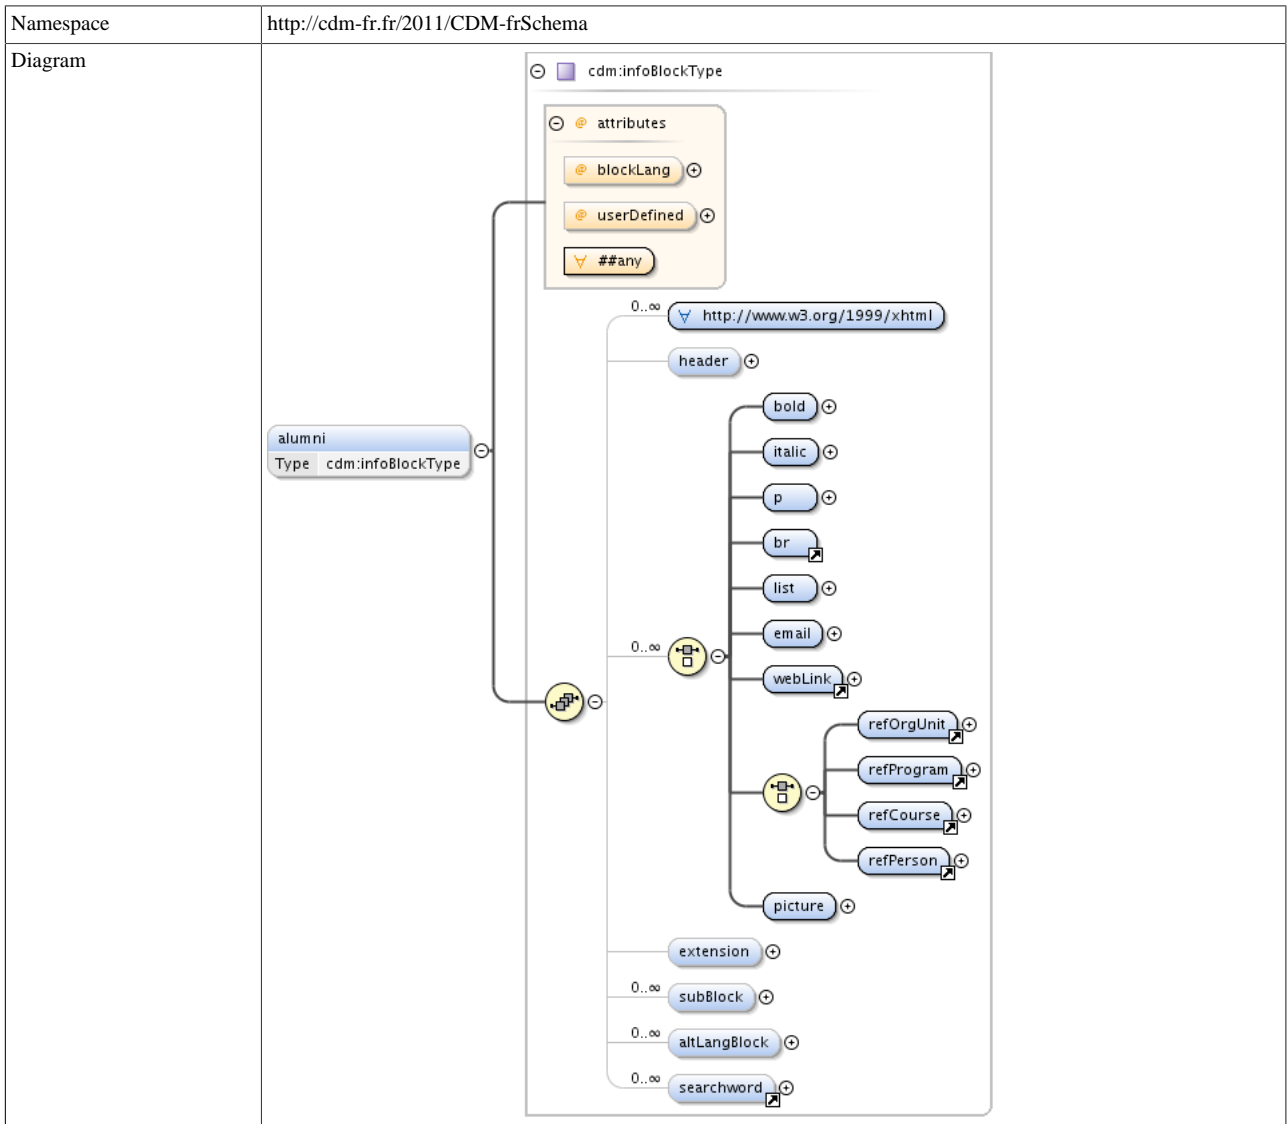 Namespace
http://cdm-fr.fr/2011/CDM-frSchema
Diagram
cdm:infoBlockType
@ attributes
@ blockLang
@ userDefined
∀ ##any
0..∞
∀ http://www.w3.org/1999/xhtml
header
bold
italic
p
br
list
email
0..∞
webLink
alumni
Type cdm:infoBlockType
refOrgUnit
refProgram
refCourse
refPerson
picture
extension
0..∞
subBlock
0..∞
altLangBlock
0..∞
searchword